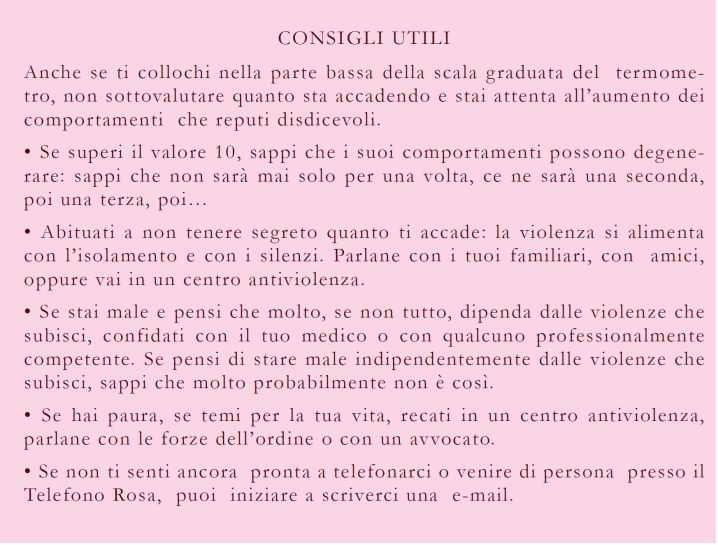 CONSIGLI UTILI
Anche se ti collochi nella parte bassa della scala graduata del termome-
tro, non sottovalutare quanto sta accadendo e stai attenta all'aumento dei
comportamenti che reputi disdicevoli.
• Se superi il valore 10, sappi che i suoi comportamenti possono degene-
rare: sappi che non sarà mai solo per una volta, ce ne sarà una seconda,
poi una terza, poi...
• Abituati a non tenere segreto quanto ti accade: la violenza si alimenta
con l'isolamento e con i silenzi. Parlane con i tuoi familiari, con amici,
oppure vai in un centro antiviolenza.
• Se stai male e pensi che molto, se non tutto, dipenda dalle violenze che
subisci, confidati con il tuo medico o con qualcuno professionalmente
competente. Se pensi di stare male indipendentemente dalle violenze che
subisci, sappi che molto probabilmente non è così.
• Se hai paura, se temi per la tua vita, recati in un centro antiviolenza,
parlane con le forze dell'ordine o con un avvocato.
• Se non ti senti ancora pronta a telefonarci o venire di persona presso il
Telefono Rosa, puoi iniziare a scriverci una e-mail.